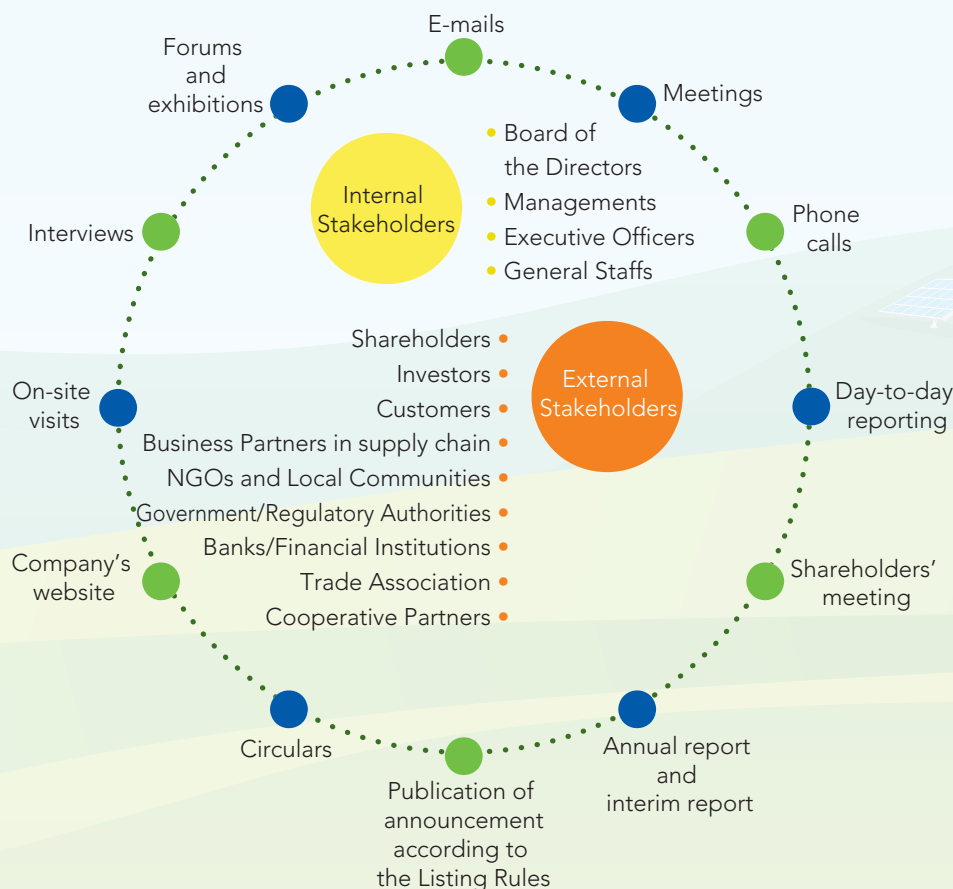 E-mails
Meetings
Phone
calls
Day-to-day
reporting
Shareholders'
meeting
Annual report
and
interim report
Publication of
announcement
according to
the Listing Rules
Circulars
Company's
website
On-site
visits
Interviews
Forums
and
exhibitions
Internal
Stakeholders
Board of
the Directors
Managements
Executive Officers
General Staffs
External
Stakeholders
Shareholders
Investors
Customers
Business Partners in supply chain
NGOs and Local Communities
Government/Regulatory Authorities
Banks/Financial Institutions
Trade Association
Cooperative Partners